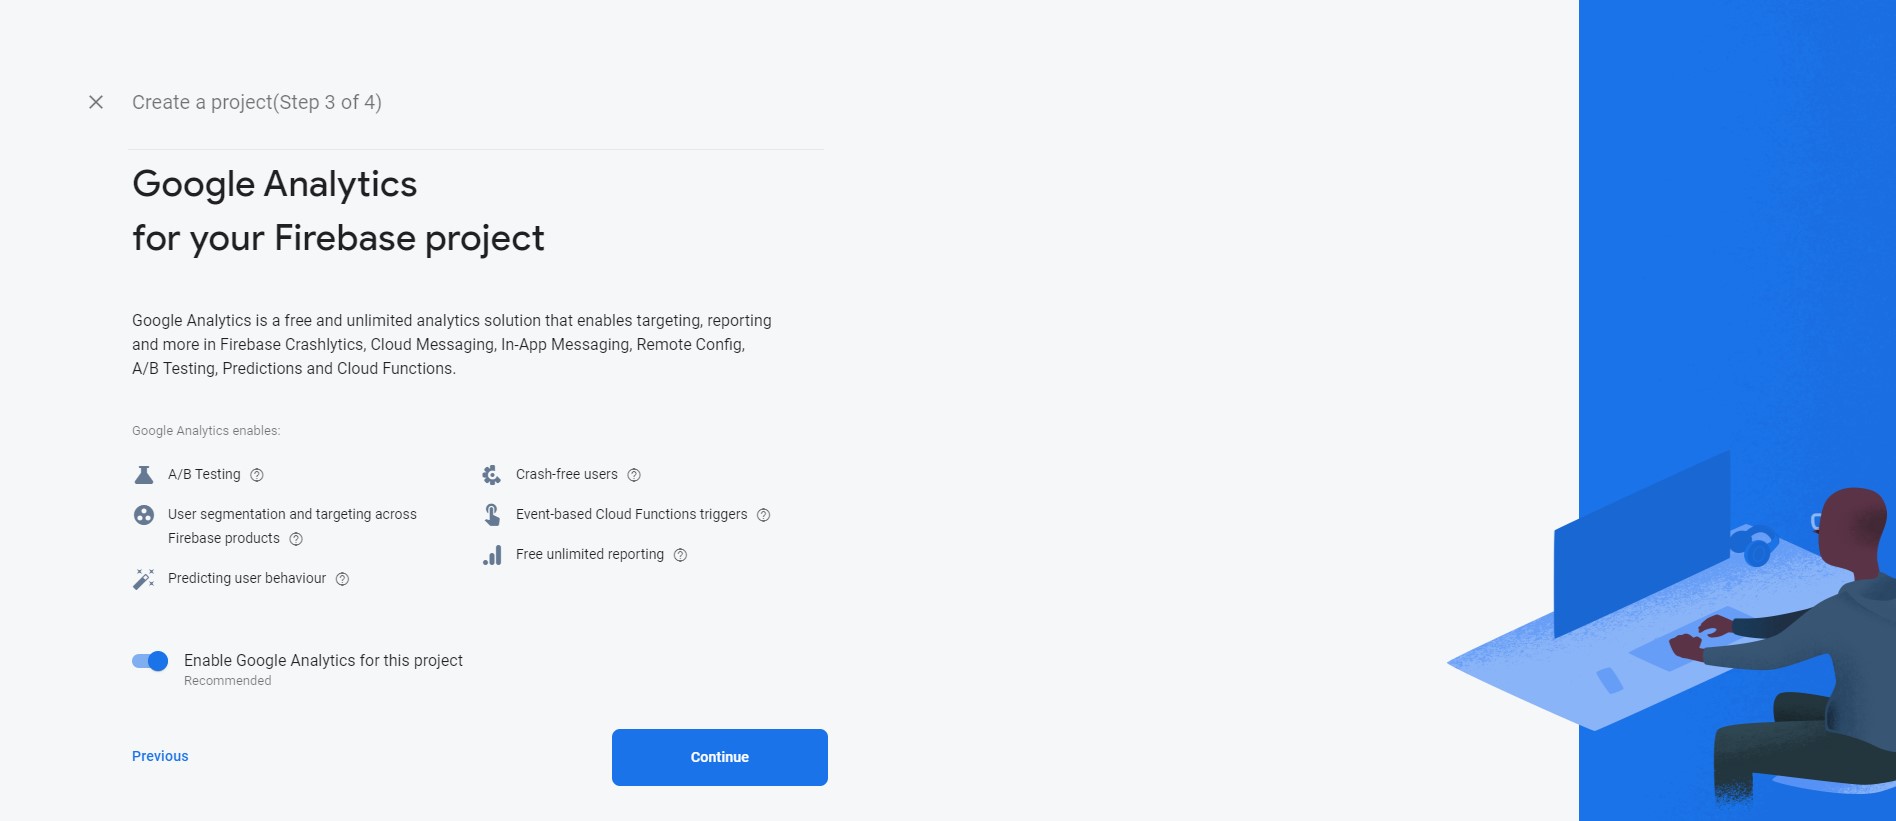 Create a project(Step 3 of 4)
Google Analytics
for your Firebase project
Google Analytics is a free and unlimited analytics solution that enables targeting, reporting
and more in Firebase Crashlytics, Cloud Messaging, In-App Messaging, Remote Config,
A/B Testing, Predictions and Cloud Functions.
Google Analytics enables:
A/B Testing
User segmentation and targeting across
Firebase products
Predicting user behaviour
Crash-free users
Event-based Cloud Functions triggers
Free unlimited reporting
Enable Google Analytics for this project
Recommended
Previous
Continue